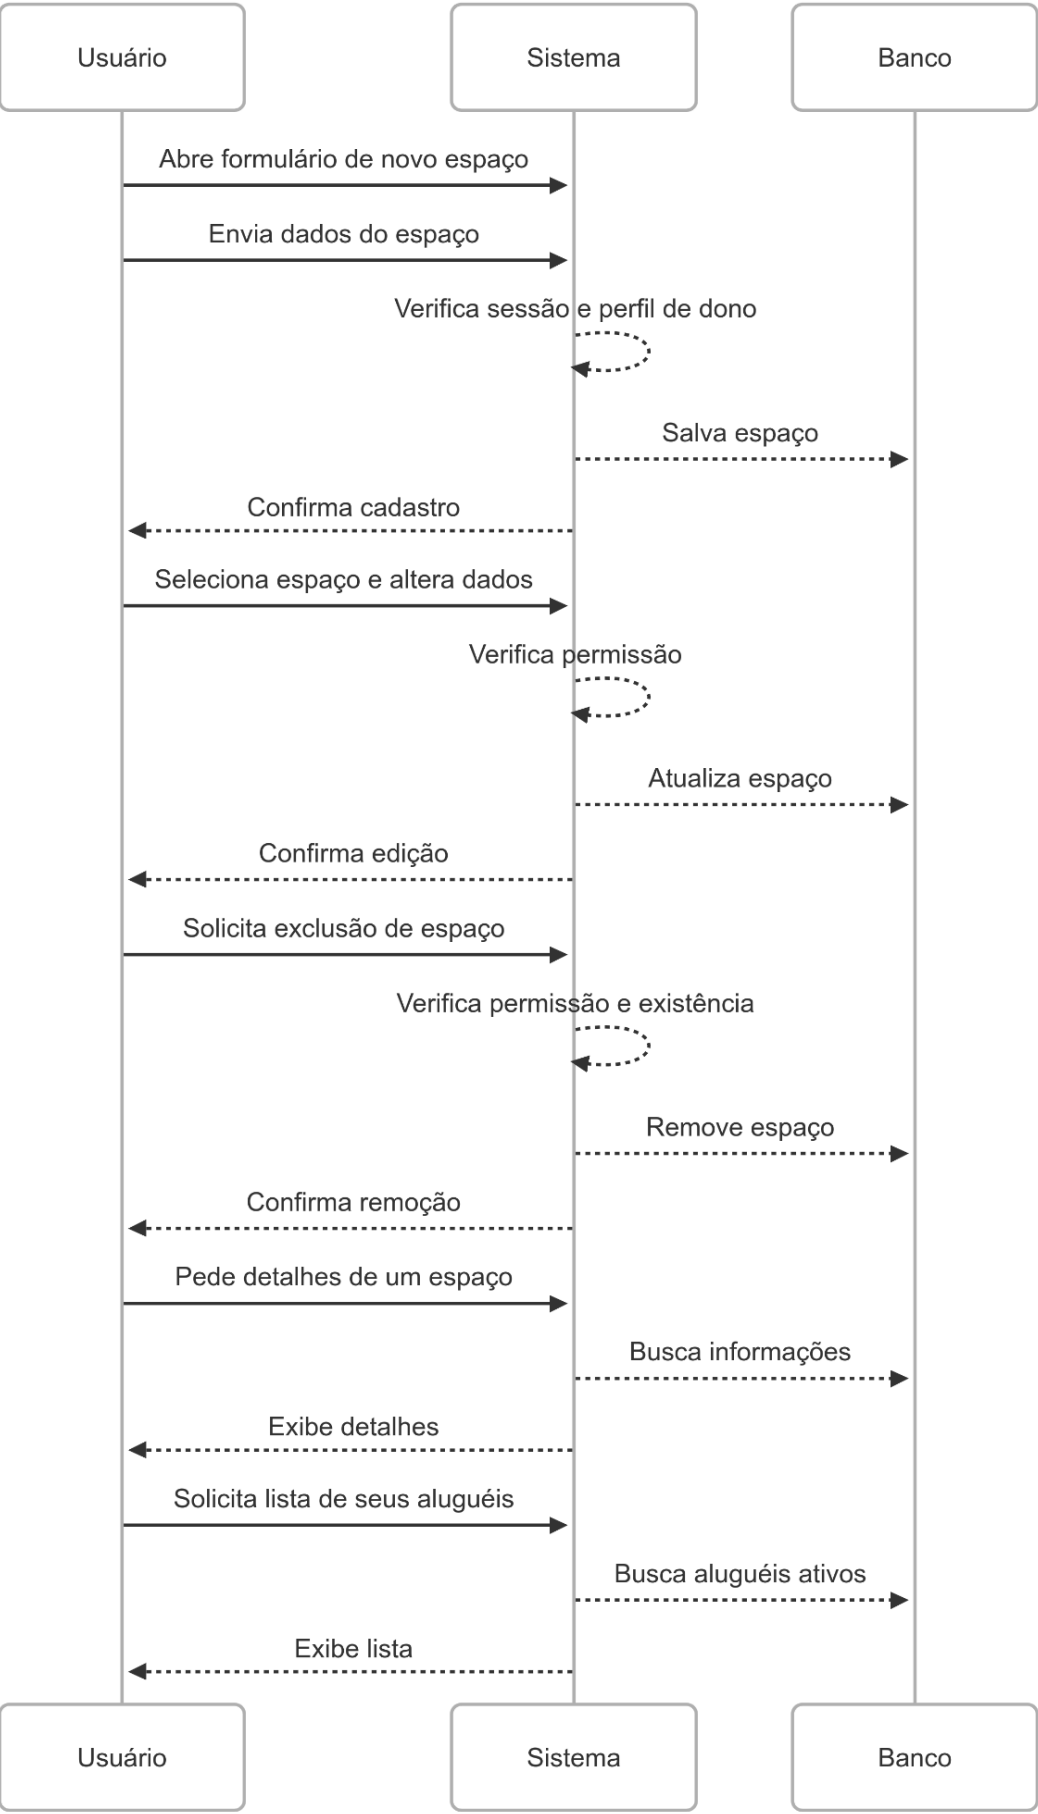 Usuário
Sistema
Banco
Abre formulário de novo espaço
Envia dados do espaço
Verifica sessão e perfil de dono
Salva espaço
Confirma cadastro
Seleciona espaço e altera dados
Verifica permissão
Atualiza espaço
Confirma edição
Solicita exclusão de espaço
Verifica permissão e existência
Remove espaço
Confirma remoção
Pede detalhes de um espaço
Busca informações
Exibe detalhes
Solicita lista de seus aluguéis
Busca aluguéis ativos
Exibe lista
Usuário
Sistema
Banco